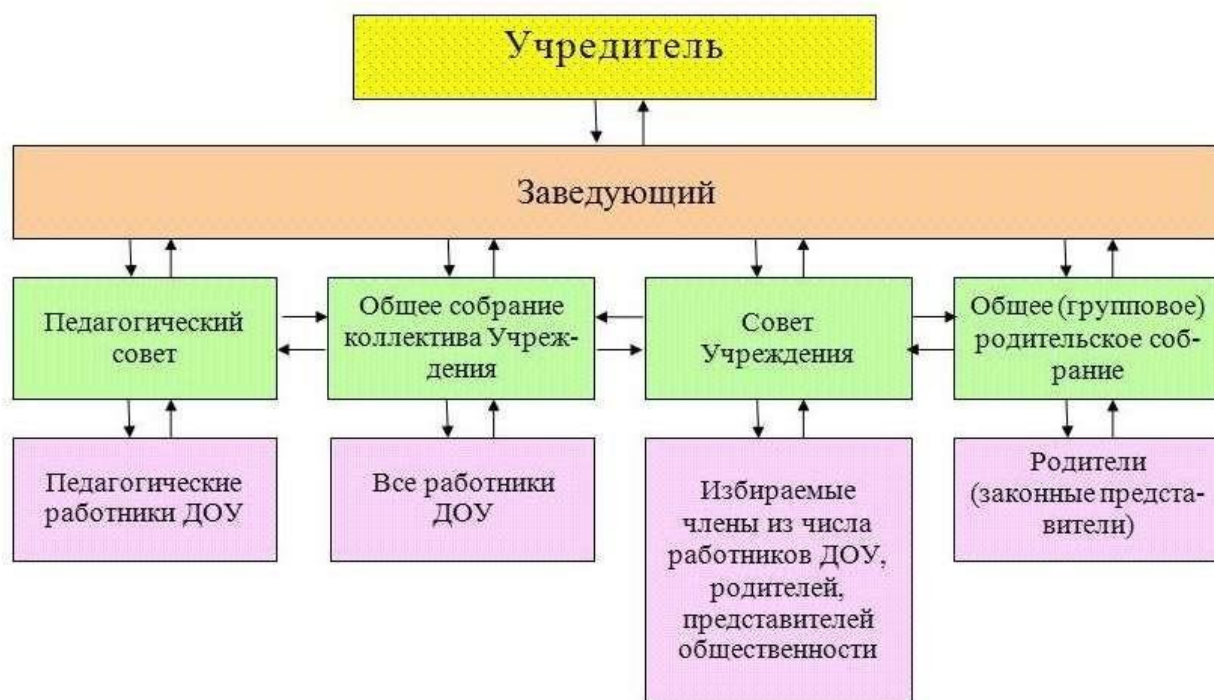 Учредитель
Заведующий
Педагогический
совет
Общее собрание
коллектива Учреж-
дения
Совет
Учреждения
Общее (групповое)
родительское соб-
рание
Педагогические
работники ДОУ
Все работники
ДОУ
Избираемые
члены из числа
работников ДОУ,
родителей,
представителей
общественности
Родители
(законные предста-
вители)